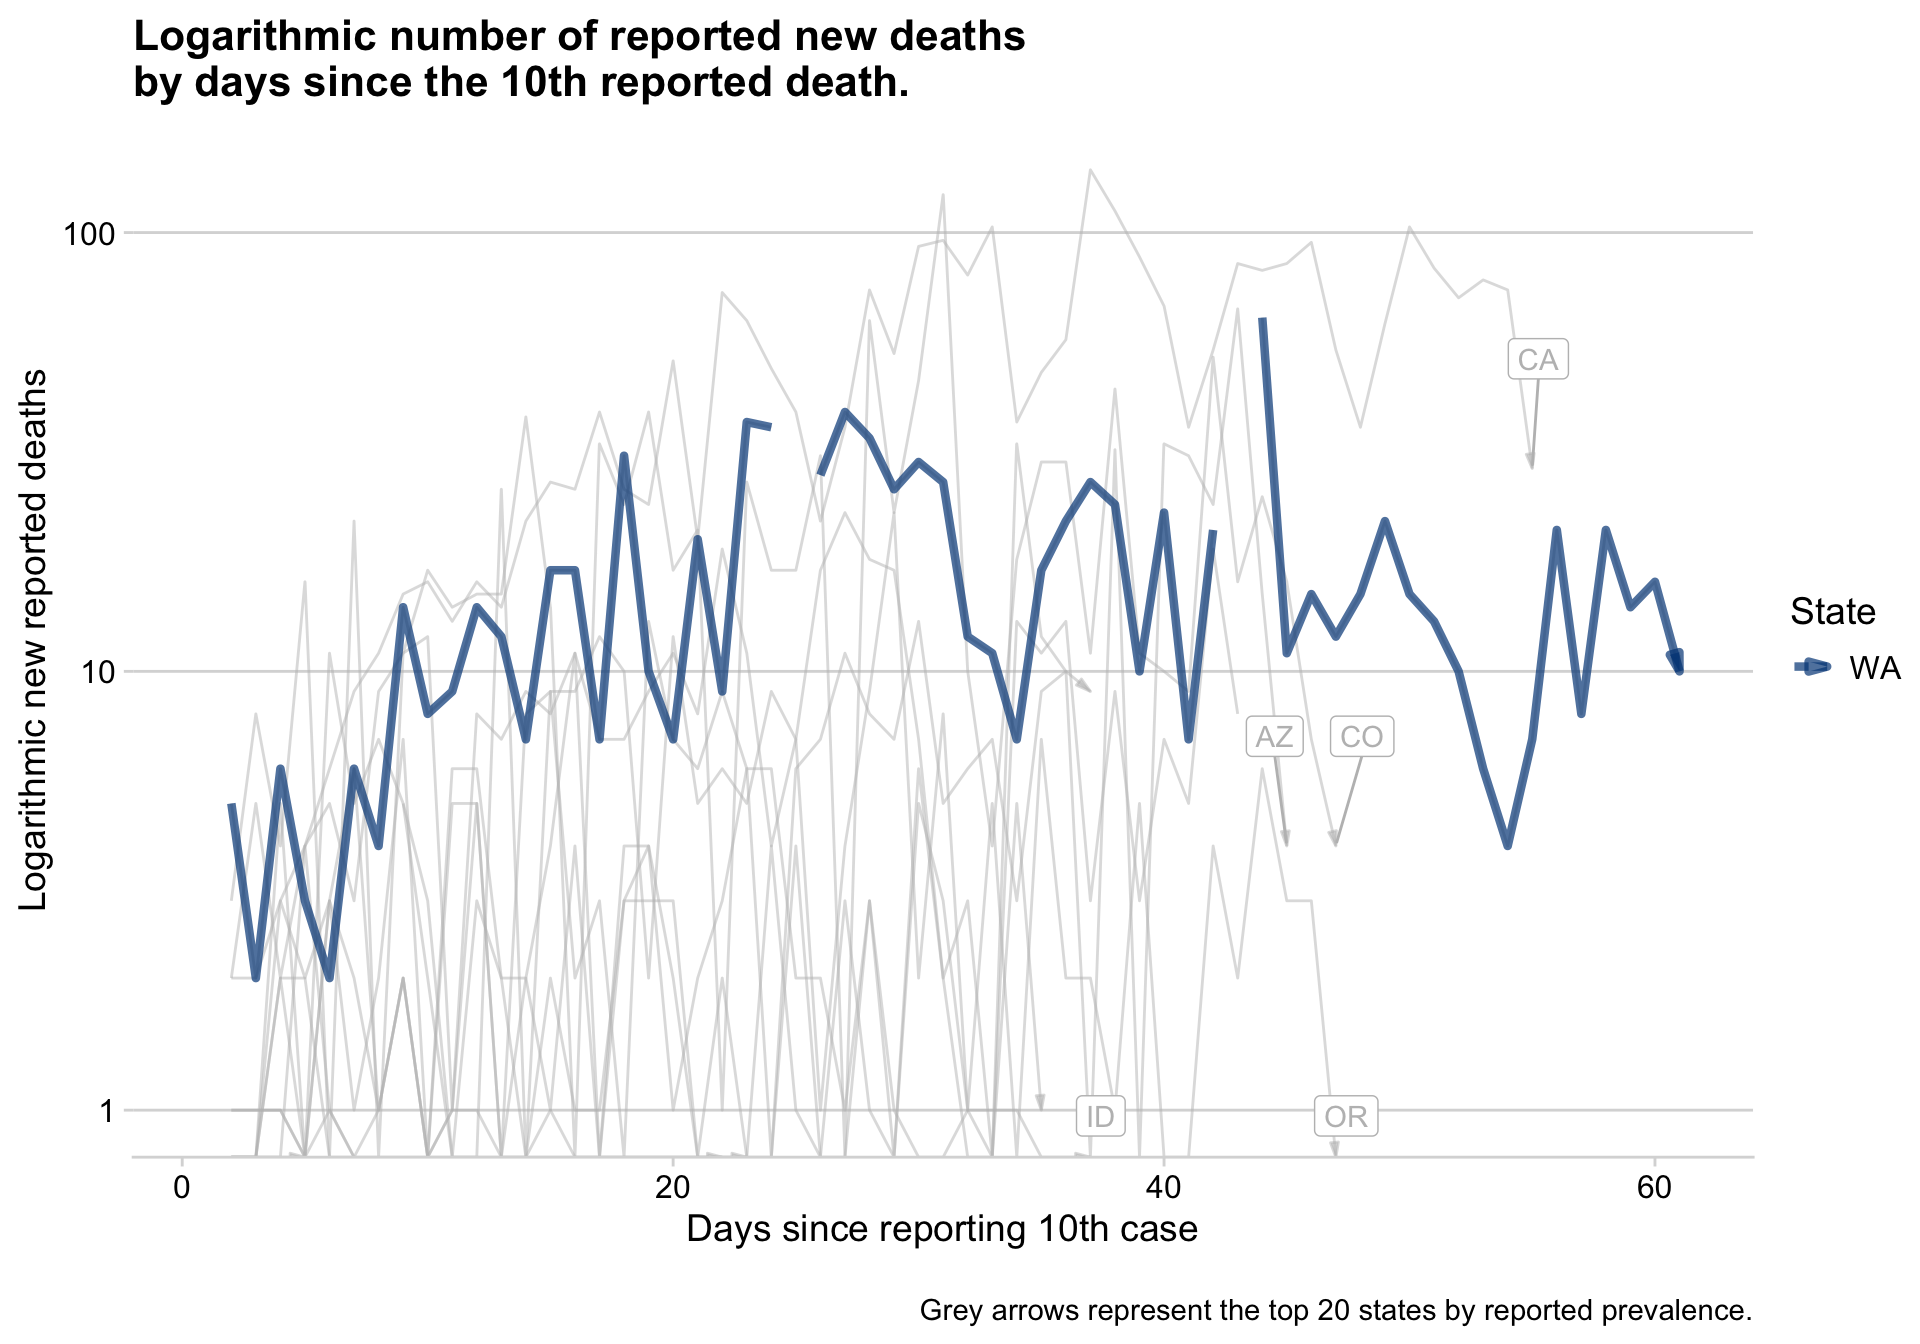 Logarithmic number of reported new deaths
by days since the 10th reported death.
Logarithmic new reported deaths
100
10
1
CA
AZ
CO
ID
OR
State
WA
0
20
40
60
Days since reporting 10th case
Grey arrows represent the top 20 states by reported prevalence.